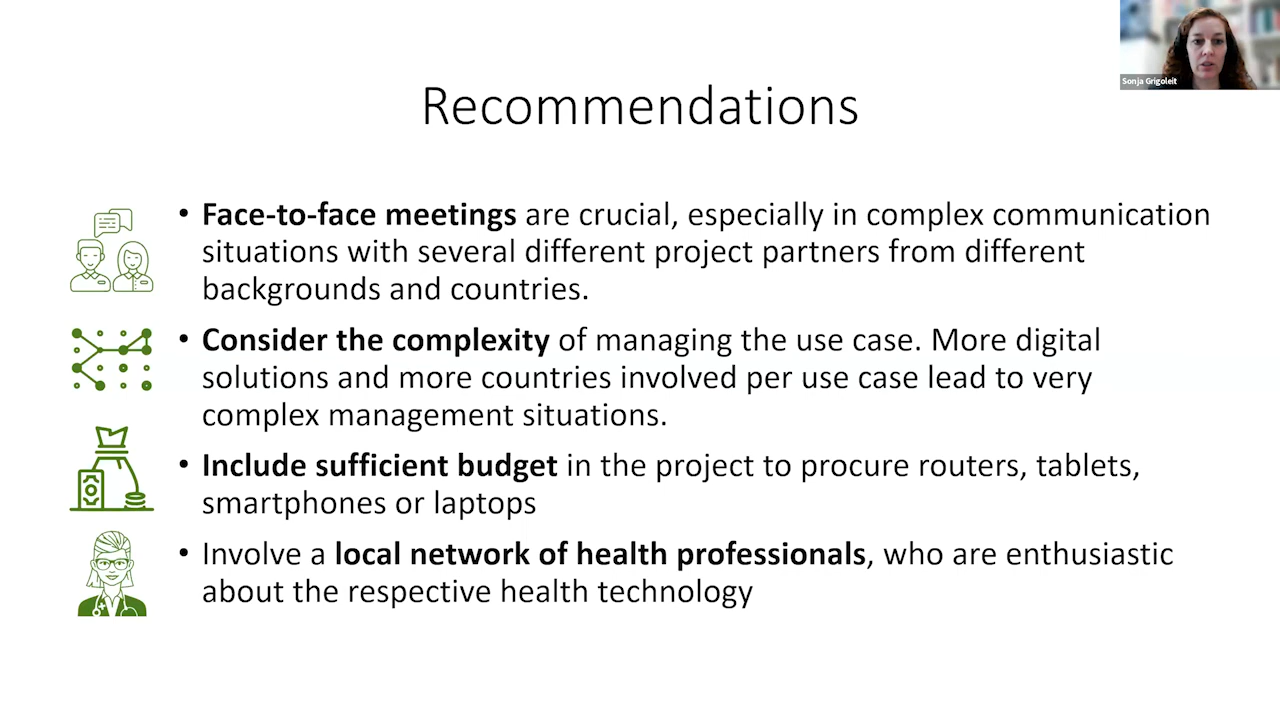 Sonja Grigoleit
Recommendations
• Face-to-face meetings are crucial, especially in complex communication
situations with several different project partners from different
backgrounds and countries.
• Consider the complexity of managing the use case. More digital
solutions and more countries involved per use case lead to very
complex management situations.
• Include sufficient budget in the project to procure routers, tablets,
smartphones or laptops
• Involve a local network of health professionals, who are enthusiastic
about the respective health technology